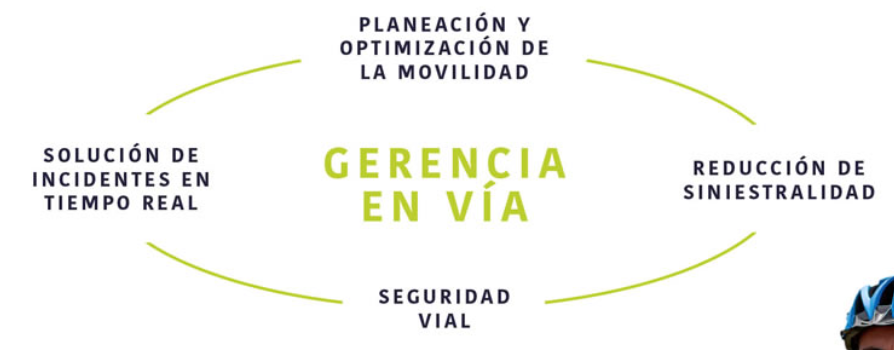 PLANEACIÓN Y
OPTIMIZACIÓN DE
LA MOVILIDAD
SOLUCIÓN DE
INCIDENTES EN
TIEMPO REAL
GERENCIA
EN VÍA
REDUCCIÓN DE
SINIESTRALIDAD
SEGURIDAD
VIAL